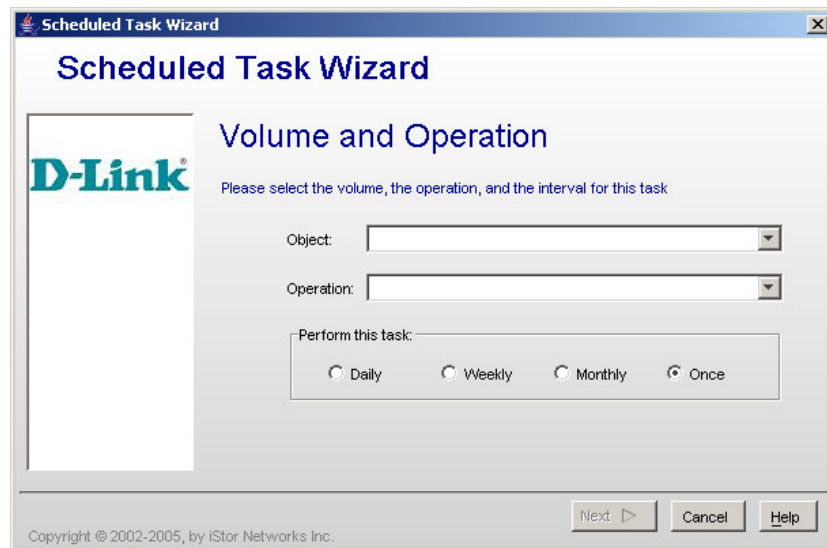 Scheduled Task Wizard
Scheduled Task Wizard
D-Link®
Volume and Operation
Please select the volume, the operation, and the interval for this task
Object:
Operation:
Perform this task:
Daily Weekly Monthly Once
Next Cancel Help
Copyright © 2002-2005, by iStor Networks Inc.